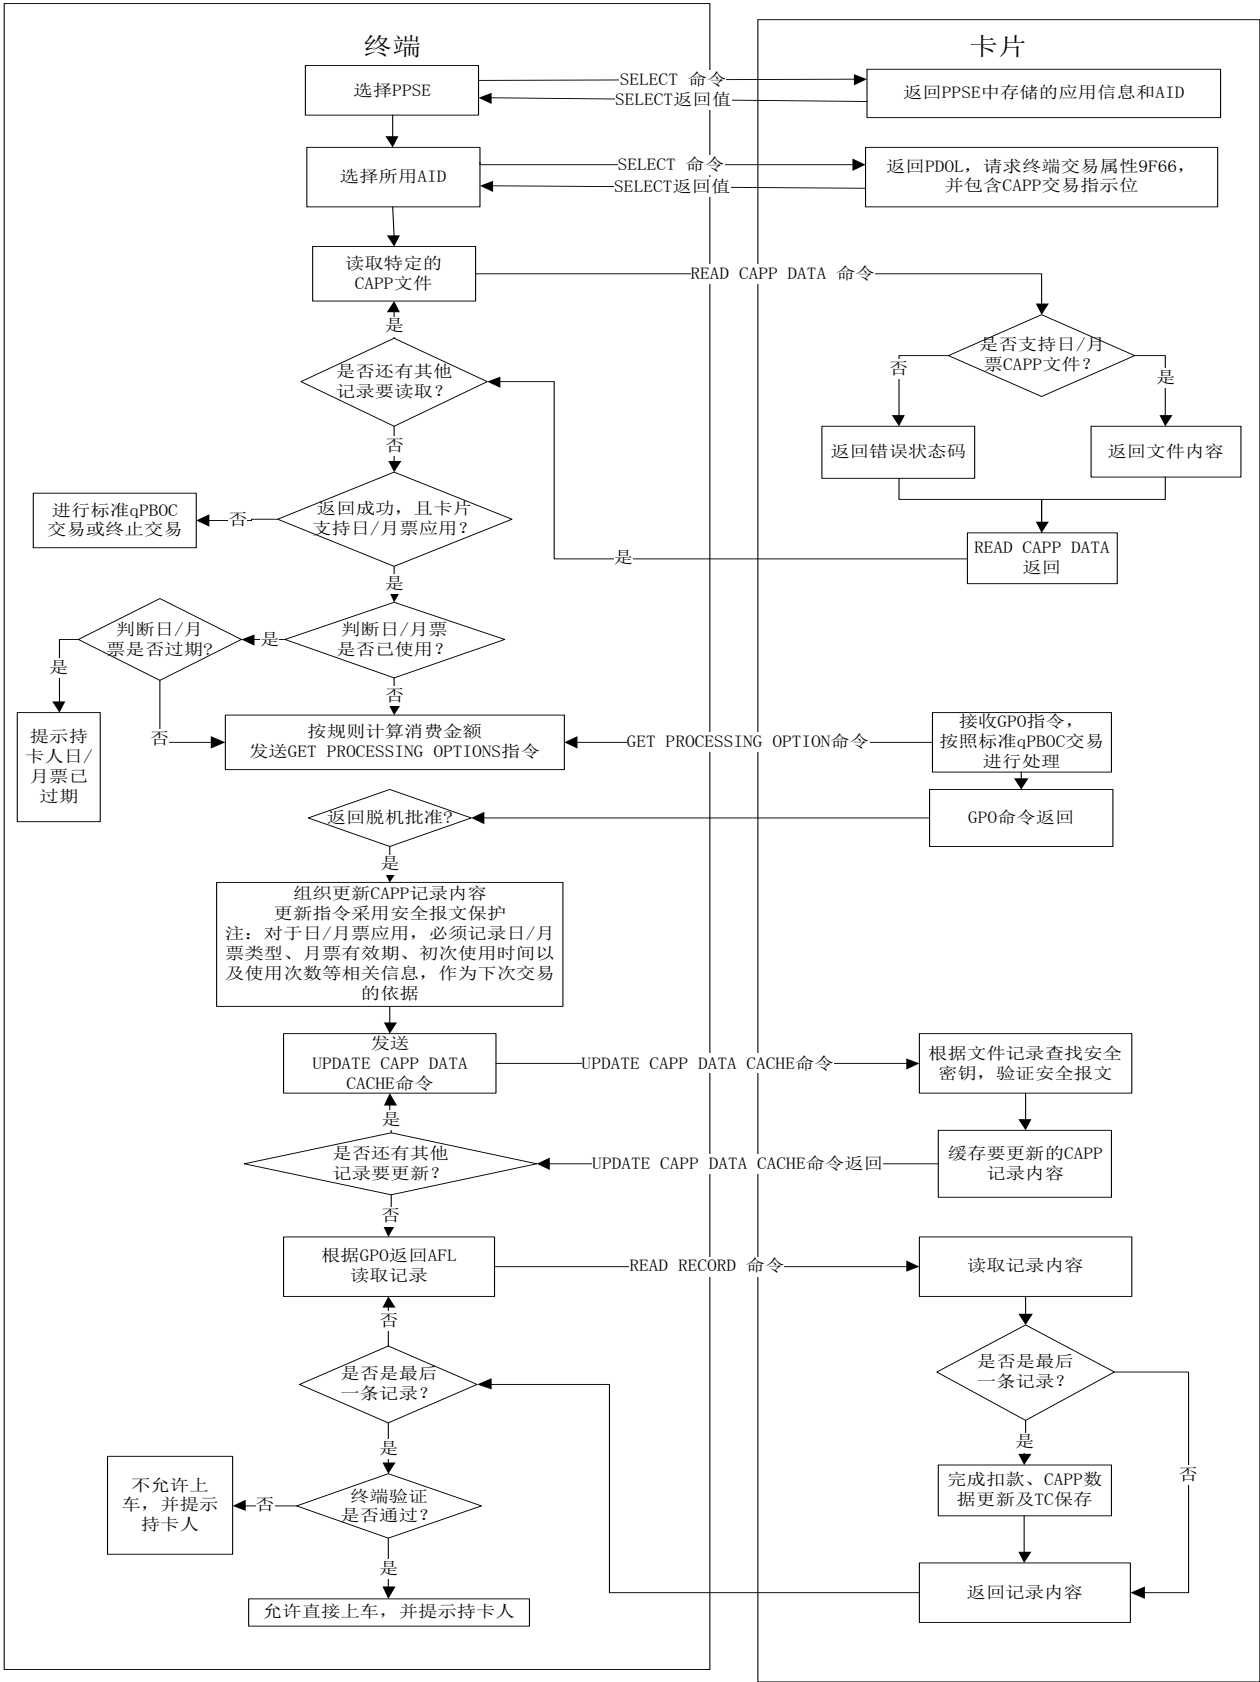 终端
卡片
选择PPSE
SELECT 命令
SELECT返回值
返回PPSE中存储的应用信息和AID
选择所用AID
SELECT 命令
SELECT返回值
返回PDOL，请求终端交易属性9F66，
并包含CAPP交易指示位
读取特定的
CAPP文件
READ CAPP DATA 命令
是
是否支持日/月
票CAPP文件？
否
是
是否还有其他
记录要读取？
否
返回错误状态码
返回文件内容
返回成功，且卡片
支持日/月票应用？
否
进行标准qPBOC
交易或终止交易
READ CAPP DATA
返回
是
是
判断日/月
票是否过期?
是
判断日/月票
是否已使用？
是
否
否
提示持
卡人日/
月票已
过期
按规则计算消费金额
发送GET PROCESSING OPTIONS指令
GET PROCESSING OPTION命令
接收GPO指令，
按照标准qPBOC交易
进行处理
返回脱机批准?
GPO命令返回
是
组织更新CAPP记录内容
更新指令采用安全报文保护
注：对于日/月票应用，必须记录日/月
票类型、月票有效期、初次使用时间以
及使用次数等相关信息，作为下次交易
的依据
发送
UPDATE CAPP DATA
CACHE命令
UPDATE CAPP DATA CACHE命令
根据文件记录查找安全
密钥，验证安全报文
是
是否还有其他
记录要更新？
UPDATE CAPP DATA CACHE命令返回
缓存要更新的CAPP
记录内容
否
根据GPO返回AFL
读取记录
READ RECORD 命令
读取记录内容
否
是否是最后
一条记录？
是否是最后
一条记录？
是
是
否
不允许上
车，并提示
持卡人
否
终端验证
是否通过？
完成扣款、CAPP数
据更新及TC保存
是
返回记录内容
允许直接上车，并提示持卡人